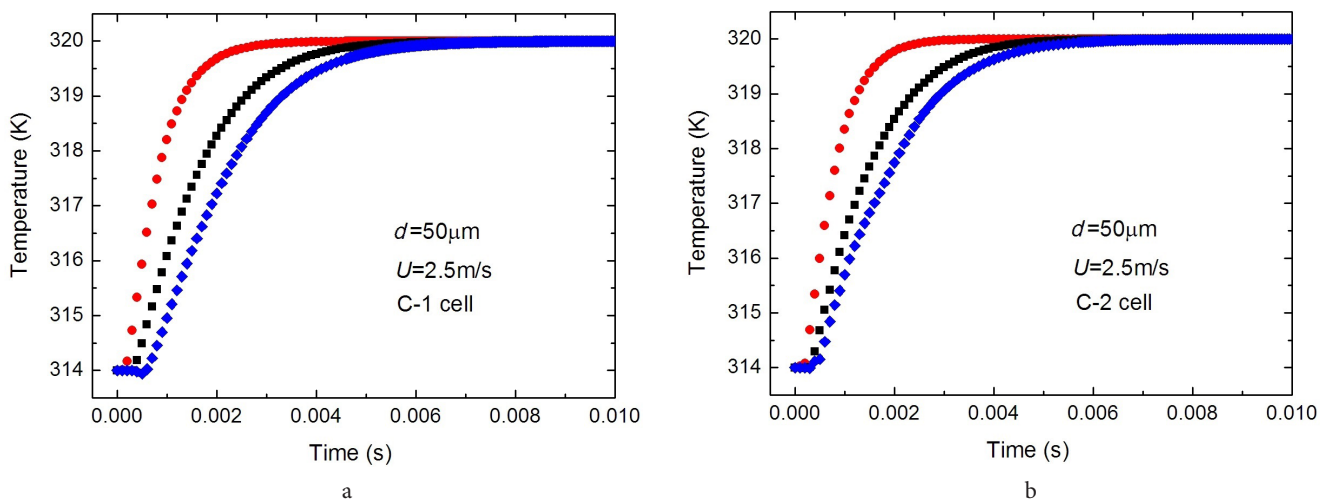 320
319
318
317
316
315
314
Temperature (K)
d=50μm
U=2.5m/s
C-1 cell
0.000 0.002 0.004 0.006 0.008 0.010
Time (s)
a
320
319
318
317
316
315
314
Temperature (K)
d=50μm
U=2.5m/s
C-2 cell
0.000 0.002 0.004 0.006 0.008 0.010
Time (s)
b